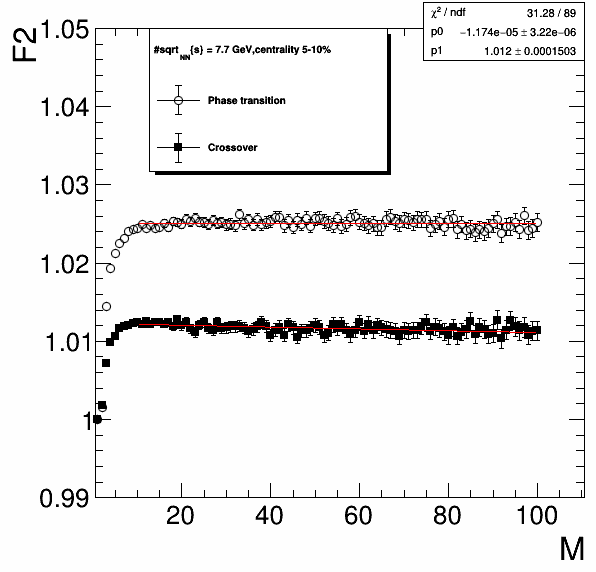 χ² / ndf 31.28 / 89
p0 −1.174e−05 ± 3.22e−06
p1 1.012 ± 0.0001503
F2
#sqrt_NN{s} = 7.7 GeV,centrality 5-10%
Phase transition
Crossover
1.05
1.04
1.03
1.02
1.01
1
0.99
20 40 60 80 100
M